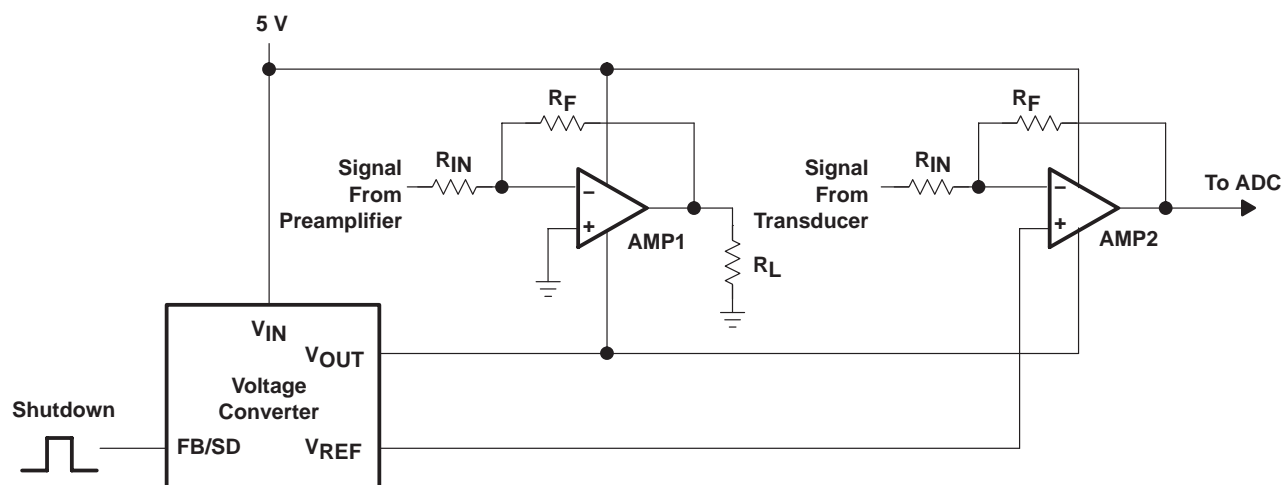 5 V
RF
RIN
Signal
From
Preamplifier
−
+
AMP1
RL
RF
RIN
Signal
From
Transducer
−
+
AMP2
To ADC
VIN
VOUT
Voltage
Converter
Shutdown
FB/SD
VREF